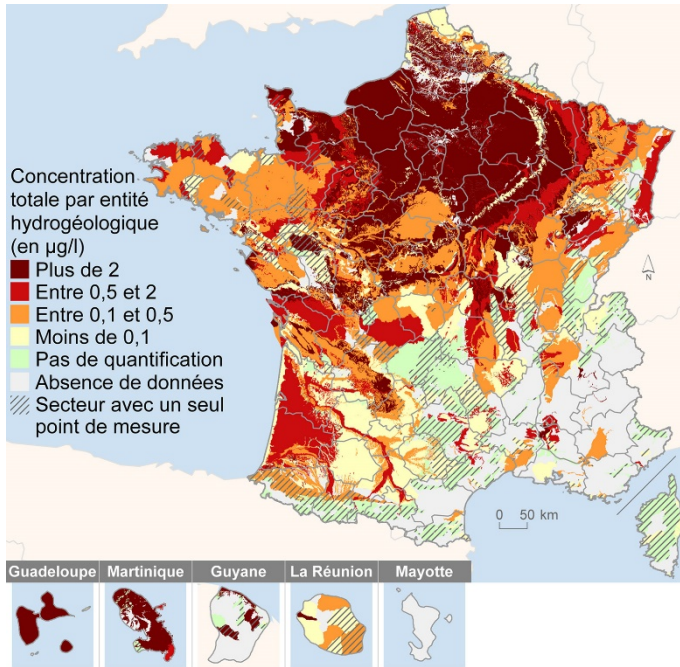 Concentration
totale par entité
hydrogéologique
(en µg/l)
Plus de 2
Entre 0,5 et 2
Entre 0,1 et 0,5
Moins de 0,1
Pas de quantification
Absence de données
Secteur avec un seul
point de mesure
N
0 50 km
Guadeloupe Martinique Guyane La Réunion Mayotte